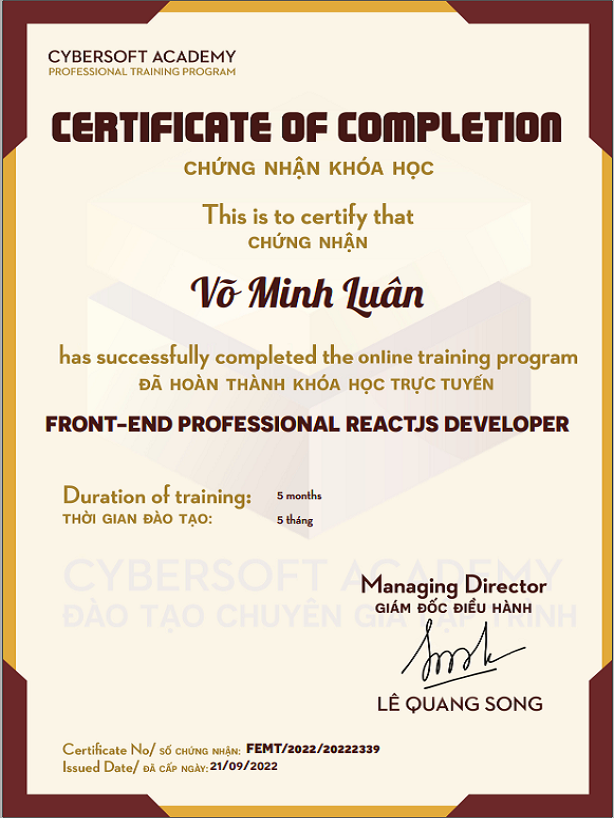 CYBERSOFT ACADEMY
PROFESSIONAL TRAINING PROGRAM
CERTIFICATE OF COMPLETION
CHỨNG NHẬN KHÓA HỌC
This is to certify that
CHỨNG NHẬN
Võ Minh Luân
has successfully completed the online training program
ĐÃ HOÀN THÀNH KHÓA HỌC TRỰC TUYẾN
FRONT-END PROFESSIONAL REACTJS DEVELOPER
Duration of training: 5 months
THỜI GIAN ĐÀO TẠO: 5 tháng
CYBERSOFT ACADEMY
ĐÀO TẠO CHUYÊN GIA LẬP TRÌNH
Managing Director
GIÁM ĐỐC ĐIỀU HÀNH
LÊ QUANG SONG
Certificate No/ SỐ CHỨNG NHẬN: FEMT/2022/20222339
Issued Date/ ĐÃ CẤP NGÀY: 21/09/2022